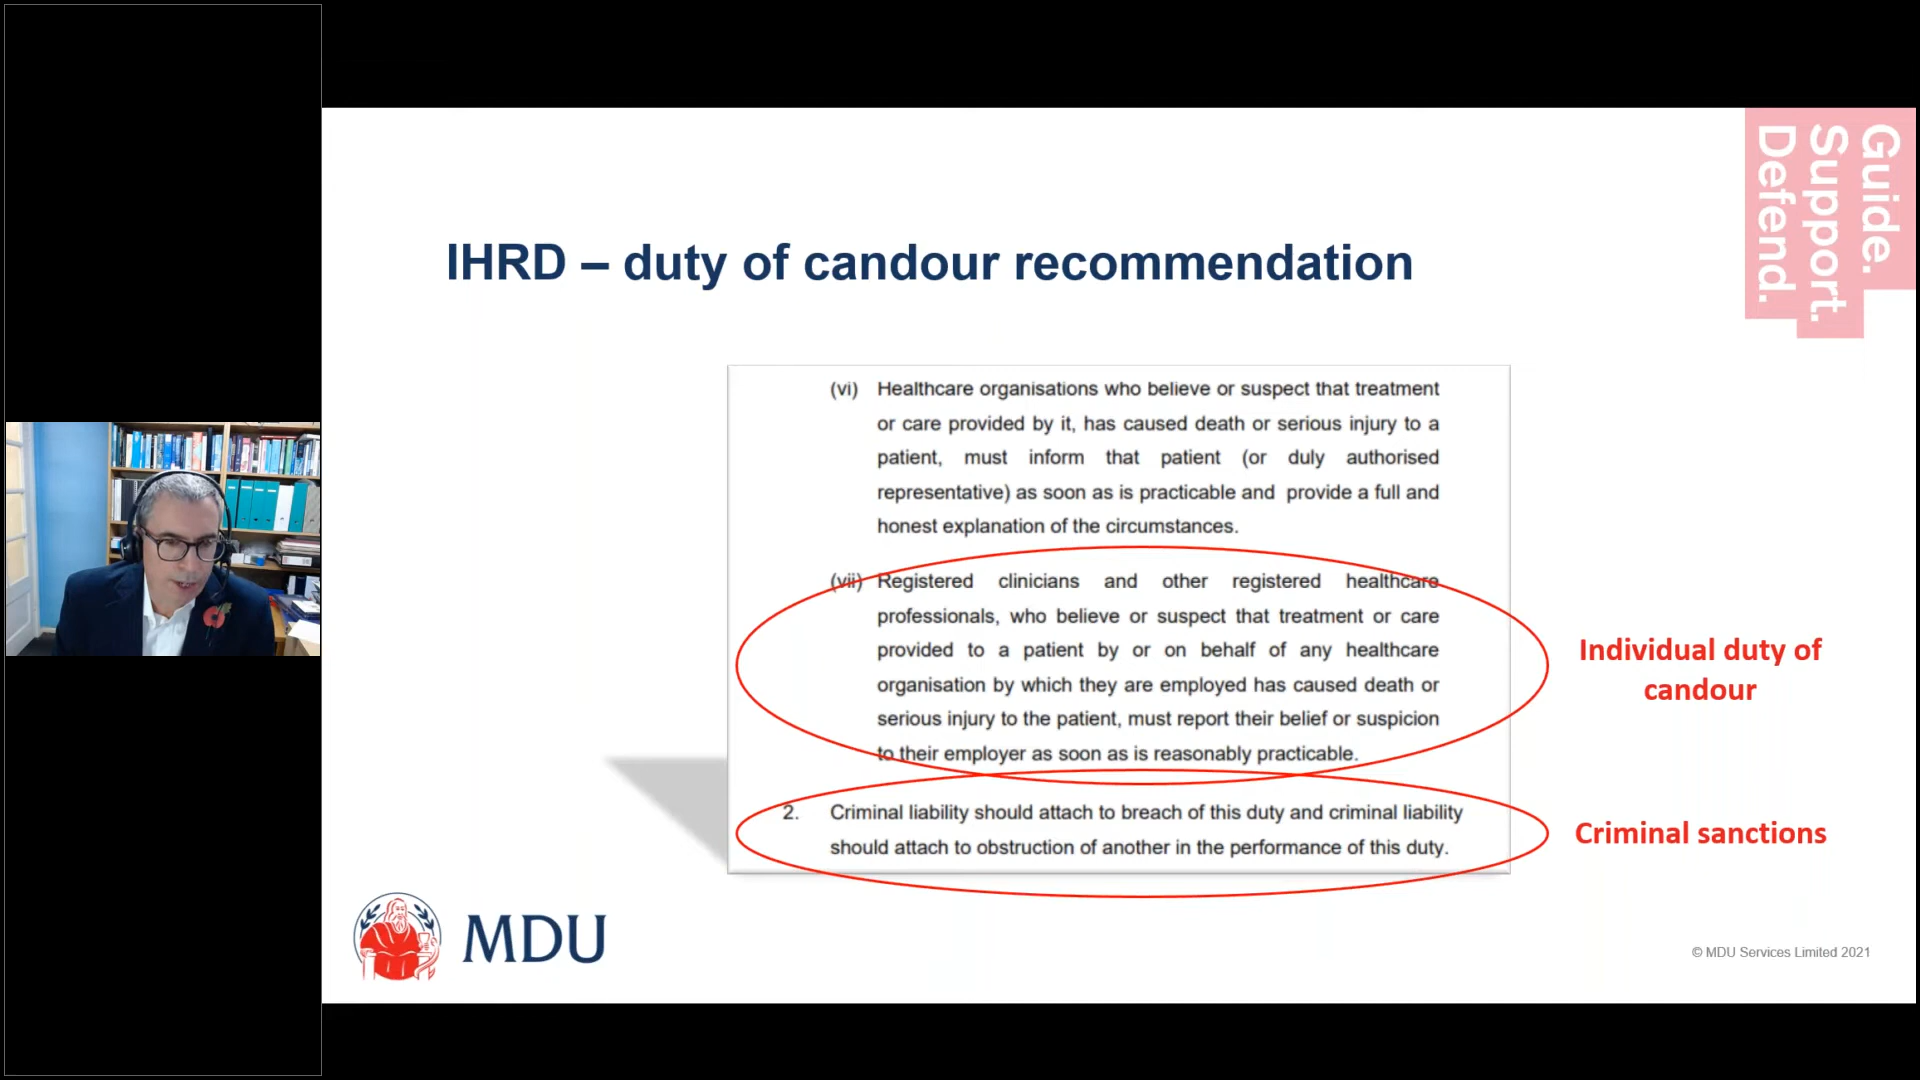 Guide.
Support.
Defend.
IHRD – duty of candour recommendation
(vi) Healthcare organisations who believe or suspect that treatment
or care provided by it, has caused death or serious injury to a
patient, must inform that patient (or duly authorised
representative) as soon as is practicable and provide a full and
honest explanation of the circumstances.
(vii) Registered clinicians and other registered healthcare
professionals, who believe or suspect that treatment or care
provided to a patient by or on behalf of any healthcare
organisation by which they are employed has caused death or
serious injury to the patient, must report their belief or suspicion
to their employer as soon as is reasonably practicable.
Individual duty of
candour
2. Criminal liability should attach to breach of this duty and criminal liability
should attach to obstruction of another in the performance of this duty.
Criminal sanctions
MDU
© MDU Services Limited 2021